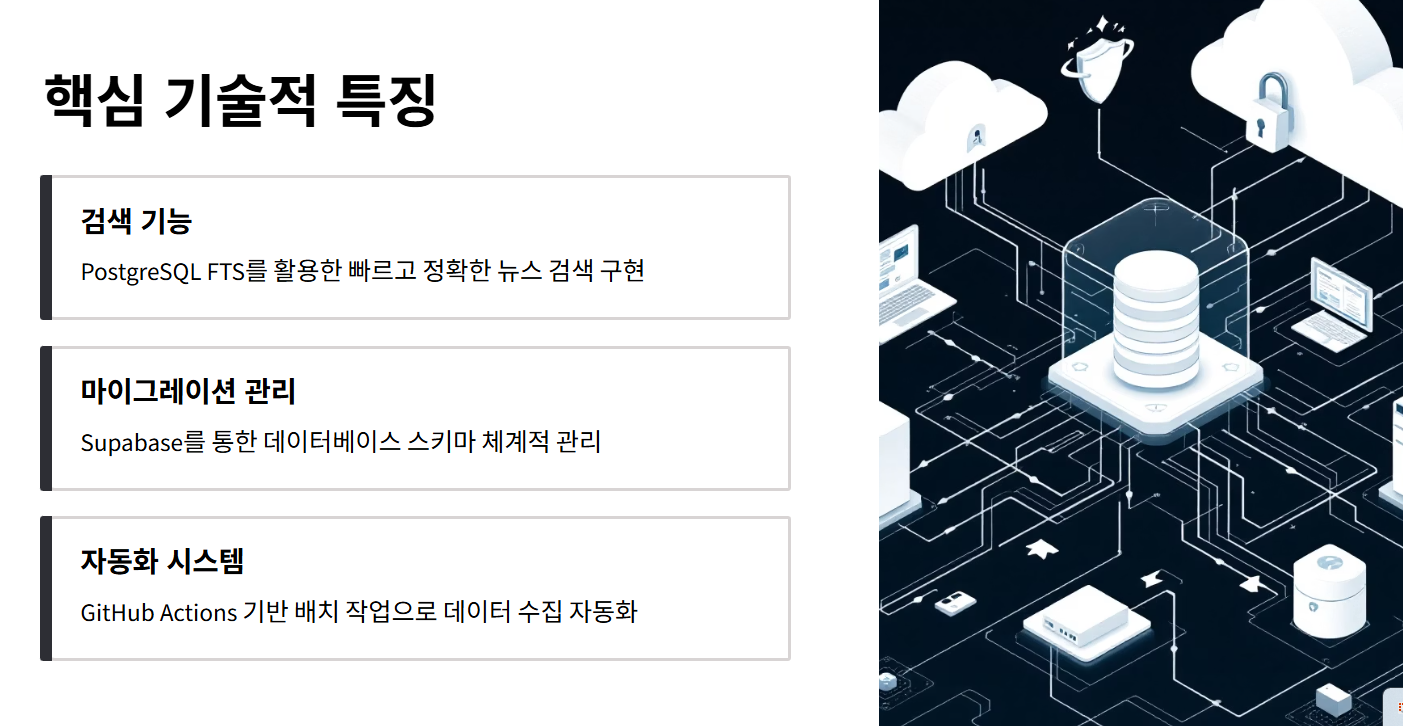 핵심 기술적 특징
검색 기능
PostgreSQL FTS를 활용한 빠르고 정확한 뉴스 검색 구현
마이그레이션 관리
Supabase를 통한 데이터베이스 스키마 체계적 관리
자동화 시스템
GitHub Actions 기반 배치 작업으로 데이터 수집 자동화